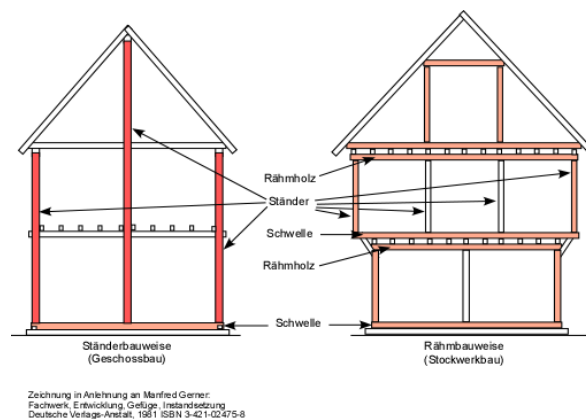 Rähmholz
Ständer
Schwelle
Rähmholz
Schwelle
Ständerbauweise
(Geschossbau)
Rähmbauweise
(Stockwerkbau)
Zeichnung in Anlehnung an Manfred Gerner:
Fachwerk, Entwicklung, Gefüge, Instandsetzung
Deutsche Verlags-Anstalt, 1981 ISBN 3-421-02475-8